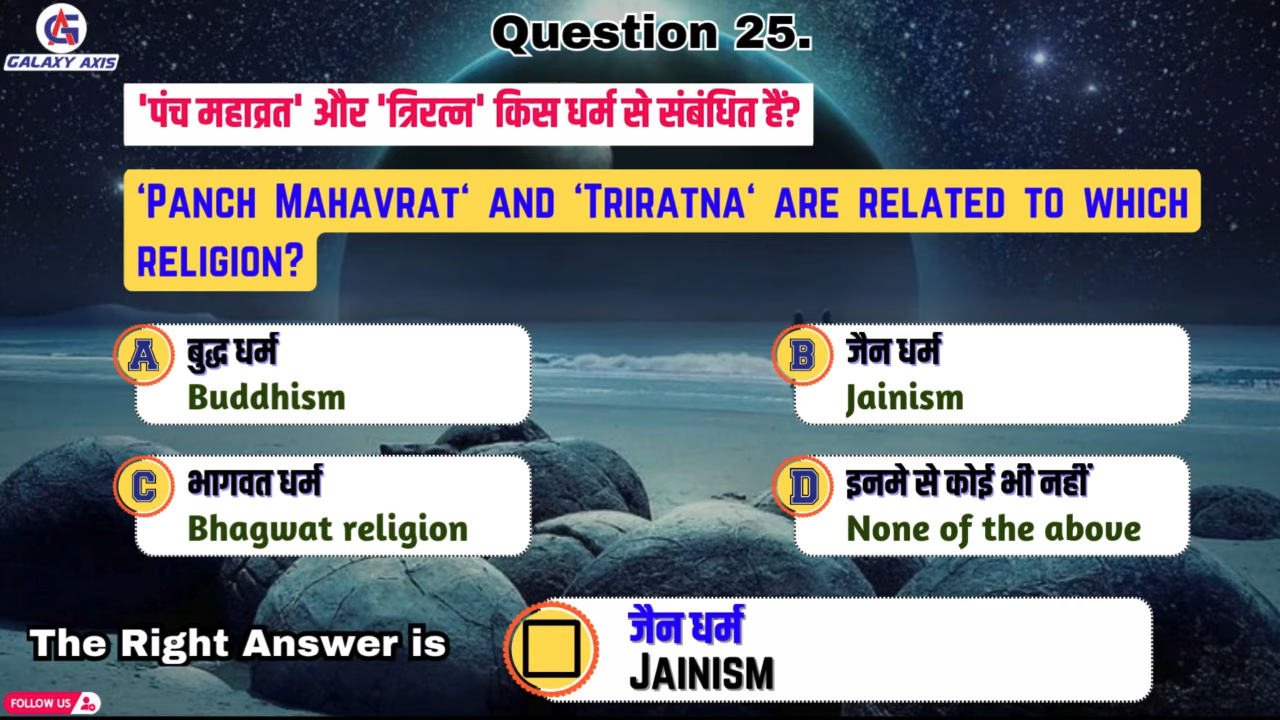 GALAXY AXIS
Question 25.
'पंच महाव्रत' और 'त्रिरत्न' किस धर्म से संबंधित हैं?
‘Panch Mahavrat‘ and ‘Triratna‘ are related to which
religion?
A
बुद्ध धर्म
Buddhism
B
जैन धर्म
Jainism
C
भागवत धर्म
Bhagwat religion
D
इनमे से कोई भी नहीं
None of the above
The Right Answer is
जैन धर्म
Jainism
FOLLOW US